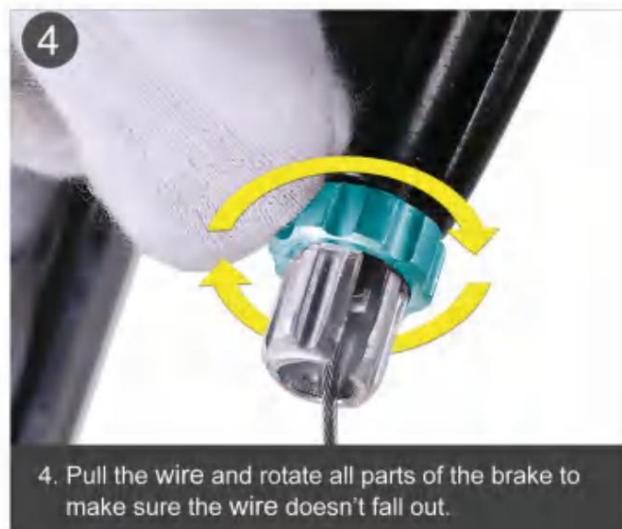 4
4. Pull the wire and rotate all parts of the brake to
make sure the wire doesn't fall out.